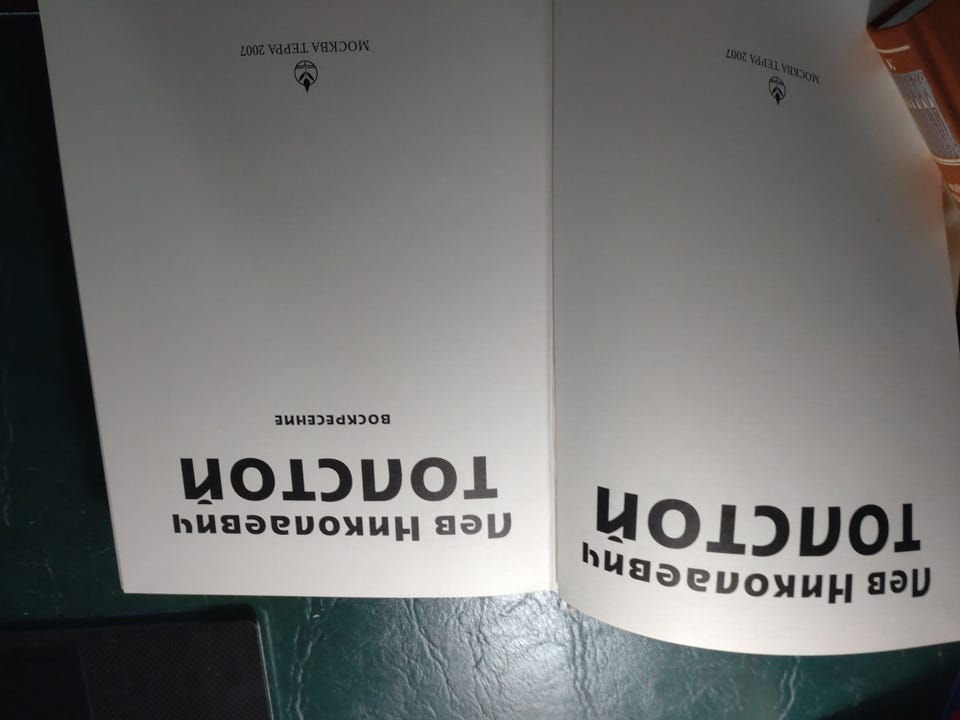 Лев Николаевич
ТОЛСТОЙ
МОСКВА ТЕРРА 2007
Лев Николаевич
ТОЛСТОЙ
ВОСКРЕСЕНИЕ
МОСКВА ТЕРРА 2007